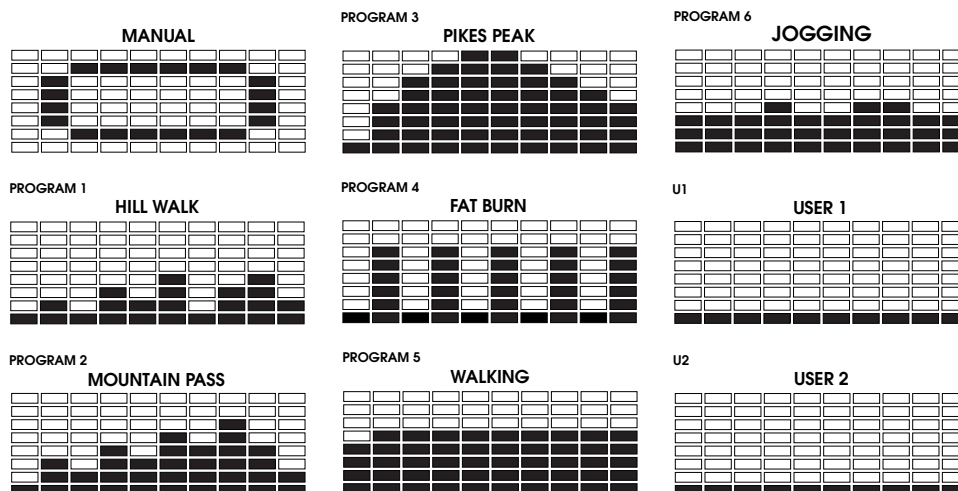 MANUAL
PROGRAM 1
HILL WALK
PROGRAM 2
MOUNTAIN PASS
PROGRAM 3
PIKES PEAK
PROGRAM 4
FAT BURN
PROGRAM 5
WALKING
PROGRAM 6
JOGGING
U1
USER 1
U2
USER 2